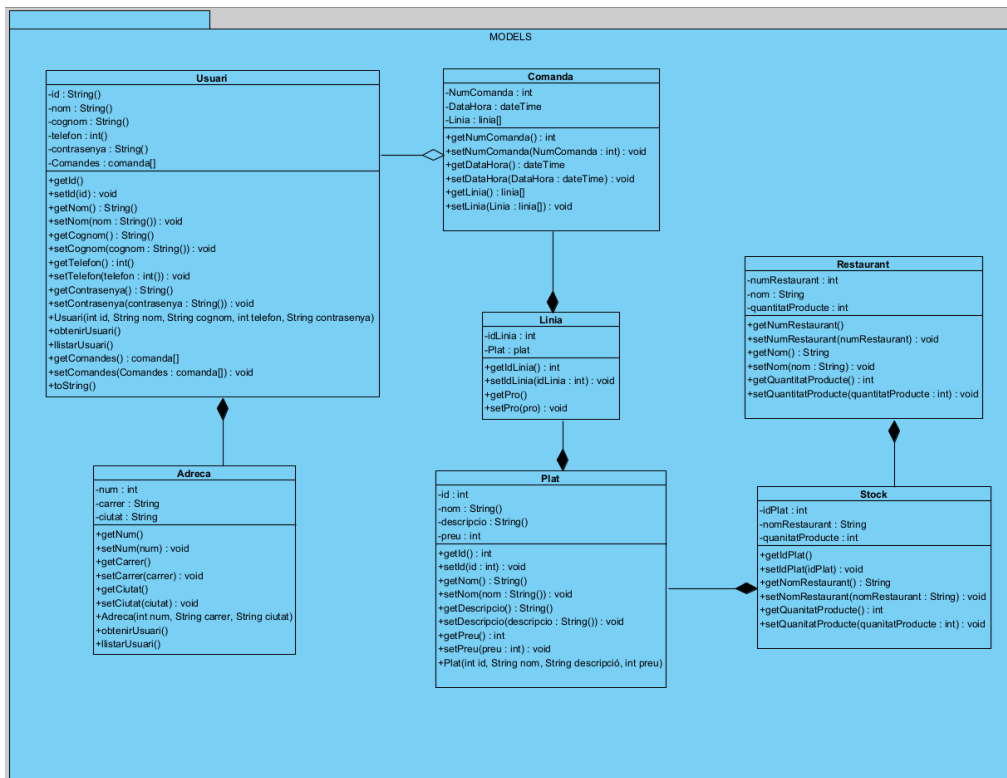 MODELS
Usuari
-id : String()
-nom : String()
-cognom : String()
-telefon : int()
-contrasenya : String()
-Comandes : comanda[]
+getId()
+setId(id) : void
+getNom() : String()
+setNom(nom : String()) : void
+getCognom() : String()
+setCognom(cognom : String()) : void
+getTelefon() : int()
+setTelefon(telefon : int()) : void
+getContrasenya() : String()
+setContrasenya(contrasenya : String()) : void
+Usuari(int id, String nom, String cognom, int telefon, String contrasenya)
+obtenirUsuari()
+llistarUsuari()
+getComandes() : comanda[]
+setComandes(Comandes : comanda[]) : void
+toString()
Comanda
-NumComanda : int
-DataHora : dateTime
-Linia : linia[]
+getNumComanda() : int
+setNumComanda(NumComanda : int) : void
+getDataHora() : dateTime
+setDataHora(DataHora : dateTime) : void
+getLinia() : linia[]
+setLinia(Linia : linia[]) : void
Restaurant
-numRestaurant : int
-nom : String
-quantitatProducte : int
+getNumRestaurant()
+setNumRestaurant(numRestaurant) : void
+getNom() : String
+setNom(nom : String) : void
+getQuantitatProducte() : int
+setQuantitatProducte(quantitatProducte : int) : void
Linia
-idLinia : int
-Plat : plat
+getIdLinia() : int
+setIdLinia(idLinia : int) : void
+getPro()
+setPro(pro) : void
Adreca
-num : int
-carrer : String
-ciutat : String
+getNum()
+setNum(num) : void
+getCarrer()
+setCarrer(carrer) : void
+getCiutat()
+setCiutat(ciutat) : void
+Adreca(int num, String carrer, String ciutat)
+obtenirUsuari()
+llistarUsuari()
Plat
-id : int
-nom : String()
-descripcio : String()
-preu : int
+getId() : int
+setId(id : int) : void
+getNom() : String()
+setNom(nom : String()) : void
+getDescripcio() : String()
+setDescripcio(descripcio : String()) : void
+getPreu() : int
+setPreu(preu : int) : void
+Plat(int id, String nom, String descripció, int preu)
Stock
-idPlat : int
-nomRestaurant : String
-quanitatProducte : int
+getIdPlat()
+setIdPlat(idPlat) : void
+getNomRestaurant() : String
+setNomRestaurant(nomRestaurant : String) : void
+getQuanitatProducte() : int
+setQuanitatProducte(quanitatProducte : int) : void